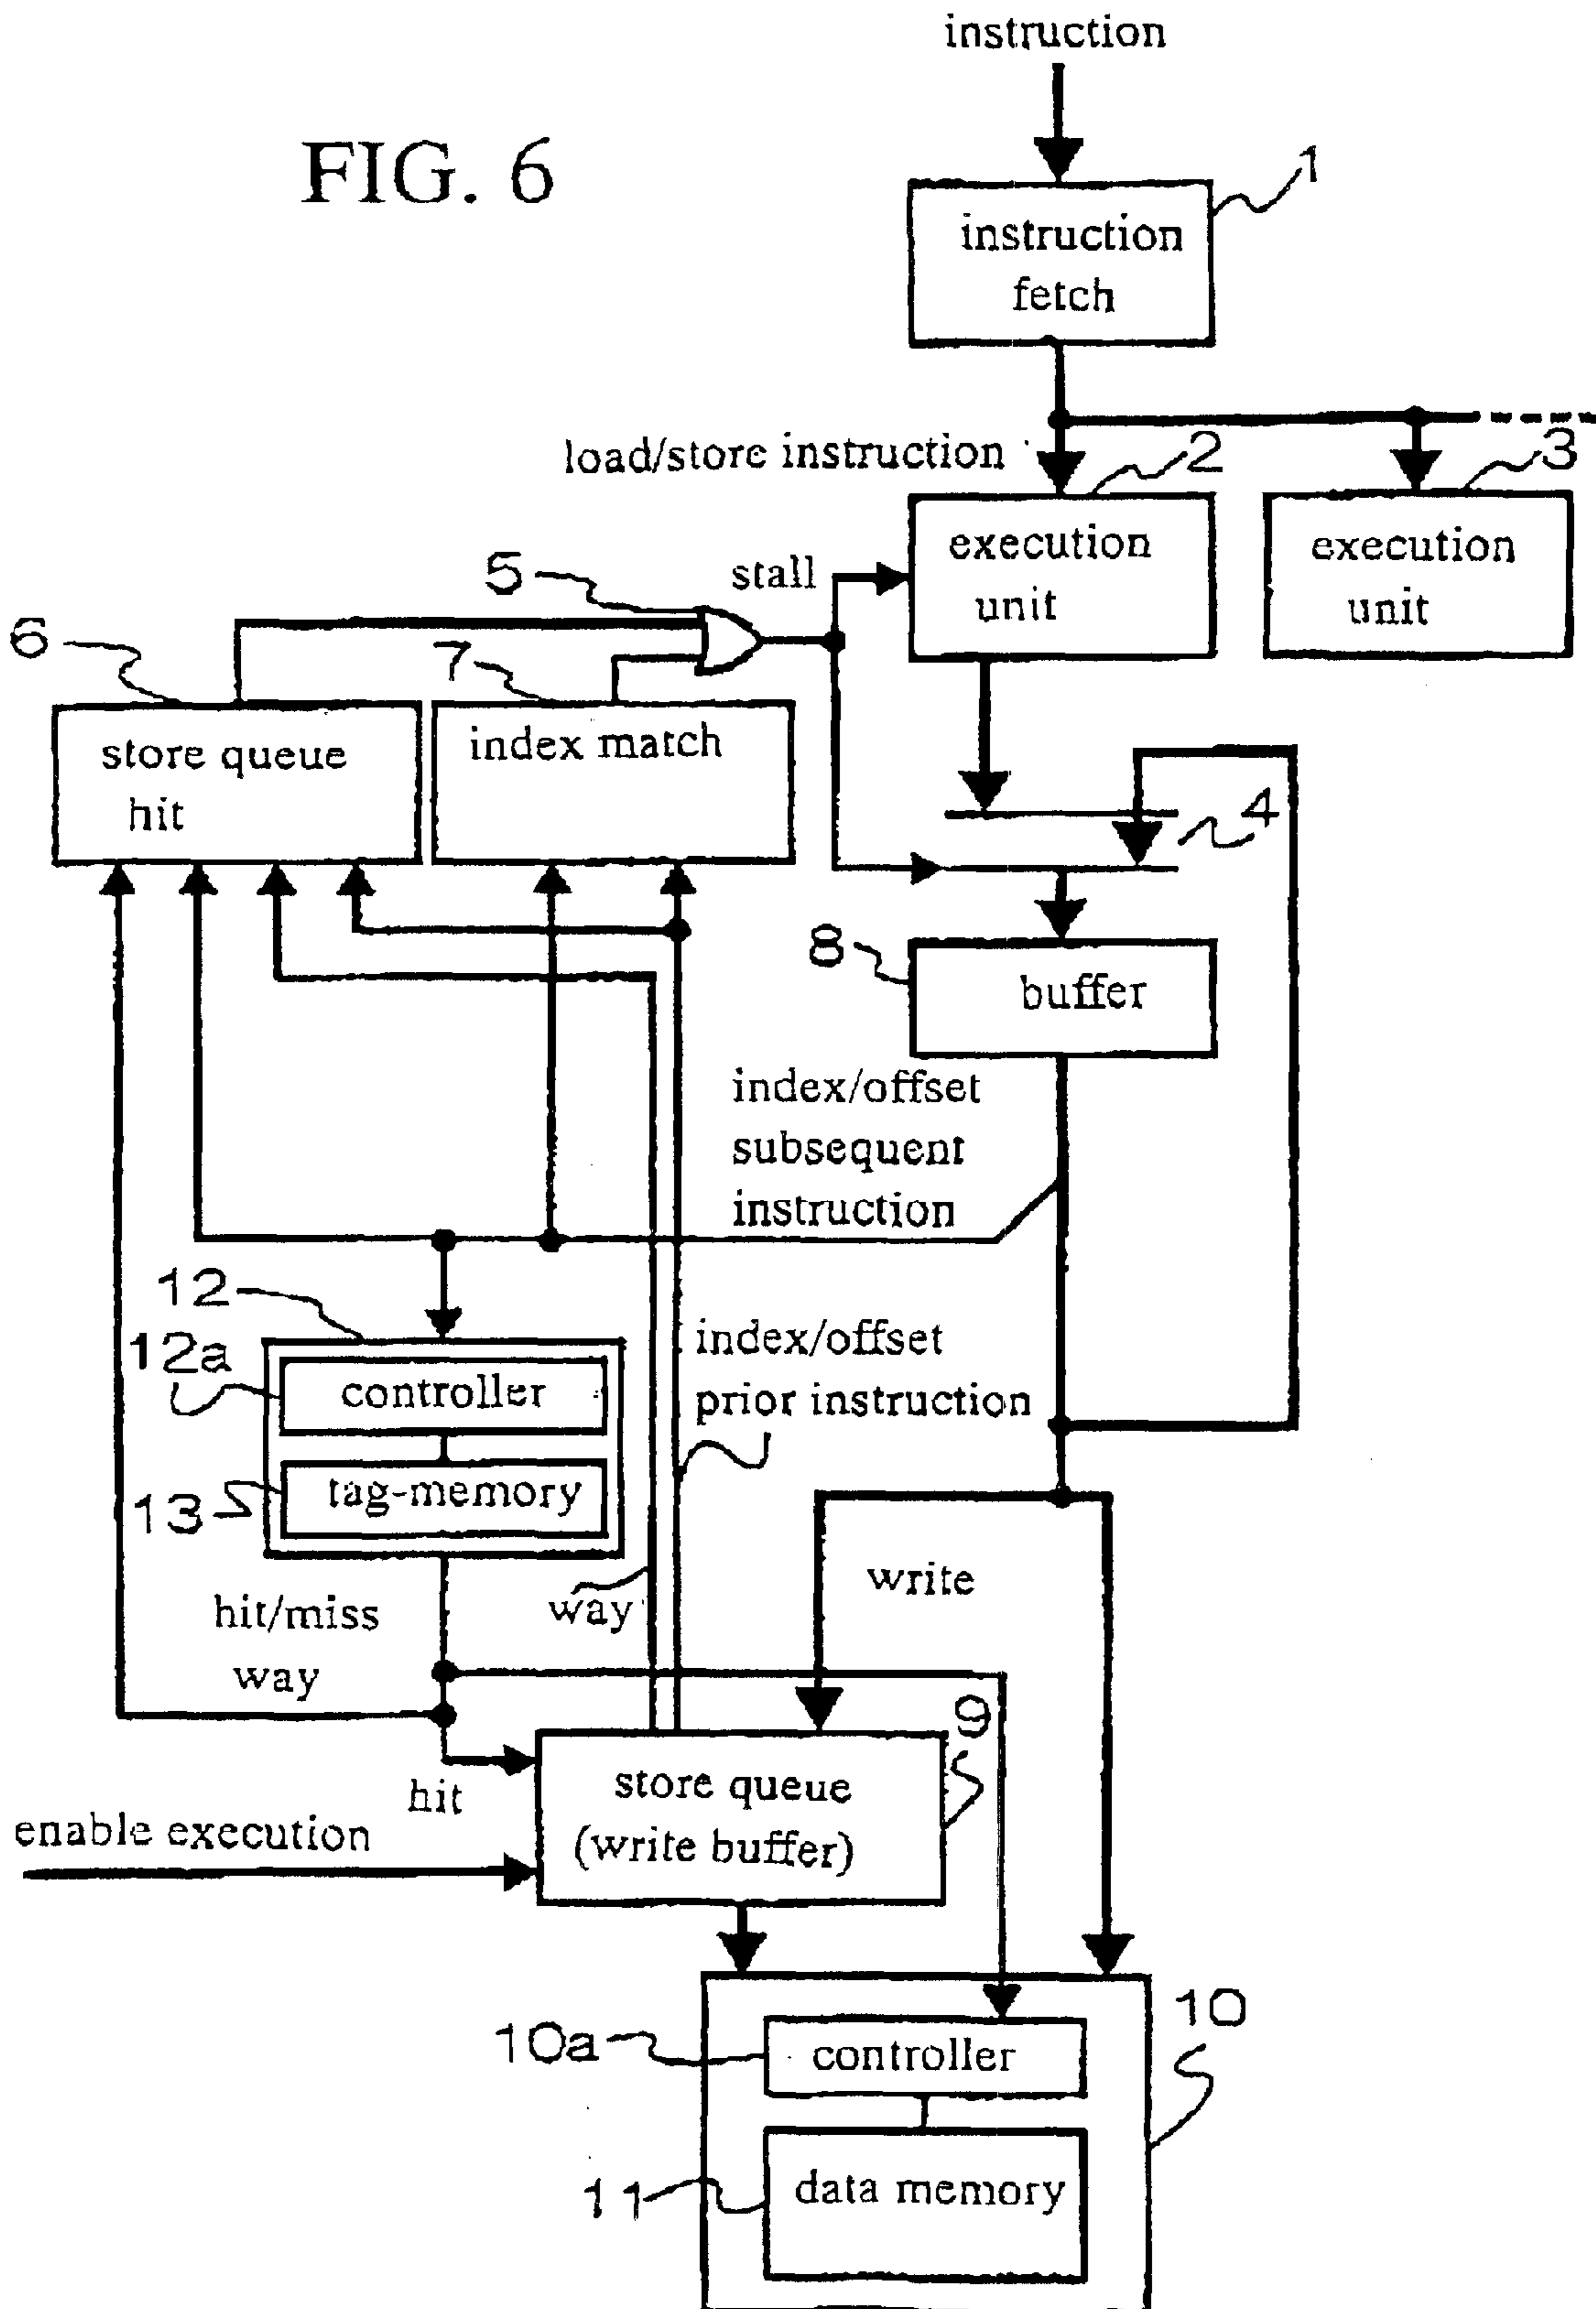 instruction
FIG. 6
1
instruction
fetch
load/store instruction
2
3
execution
unit
execution
unit
5
stall
6
7
store queue
hit
index match
4
8
buffer
index/offset
subsequent
instruction
12
12a
controller
index/offset
prior instruction
13
tag-memory
write
hit/miss
way
way
9
hit
store queue
(write buffer)
enable execution
10
10a
controller
11
data memory